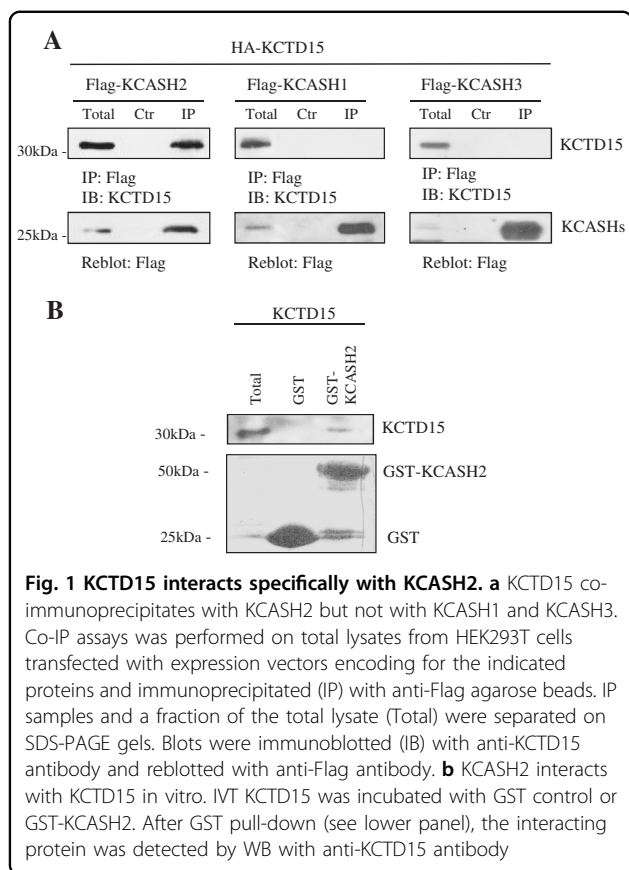 A
HA-KCTD15
Flag-KCASH2 Flag-KCASH1 Flag-KCASH3
Total Ctr IP Total Ctr IP Total Ctr IP
30kDa - KCTD15
IP: Flag IP: Flag IP: Flag
IB: KCTD15 IB: KCTD15 IB: KCTD15
25kDa - KCASHs
Reblot: Flag Reblot: Flag Reblot: Flag
B
KCTD15
Total GST GST-KCASH2
30kDa - KCTD15
50kDa - GST-KCASH2
25kDa - GST
Fig. 1 KCTD15 interacts specifically with KCASH2. a KCTD15 co-
immunoprecipitates with KCASH2 but not with KCASH1 and KCASH3.
Co-IP assays was performed on total lysates from HEK293T cells
transfected with expression vectors encoding for the indicated
proteins and immunoprecipitated (IP) with anti-Flag agarose beads. IP
samples and a fraction of the total lysate (Total) were separated on
SDS-PAGE gels. Blots were immunoblotted (IB) with anti-KCTD15
antibody and reblotted with anti-Flag antibody. b KCASH2 interacts
with KCTD15 in vitro. IVT KCTD15 was incubated with GST control or
GST-KCASH2. After GST pull-down (see lower panel), the interacting
protein was detected by WB with anti-KCTD15 antibody